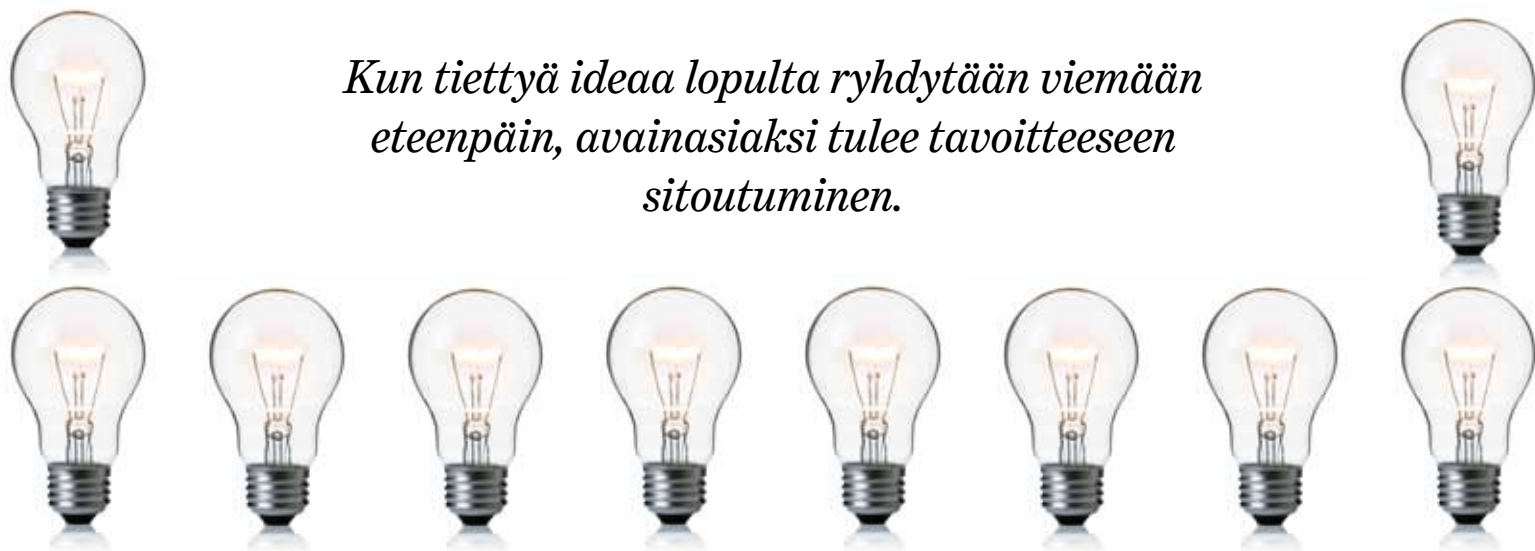 Kun tiettyä ideaa lopulta ryhdytään viemään
eteenpäin, avainasiaksi tulee tavoitteeseen
sitoutuminen.